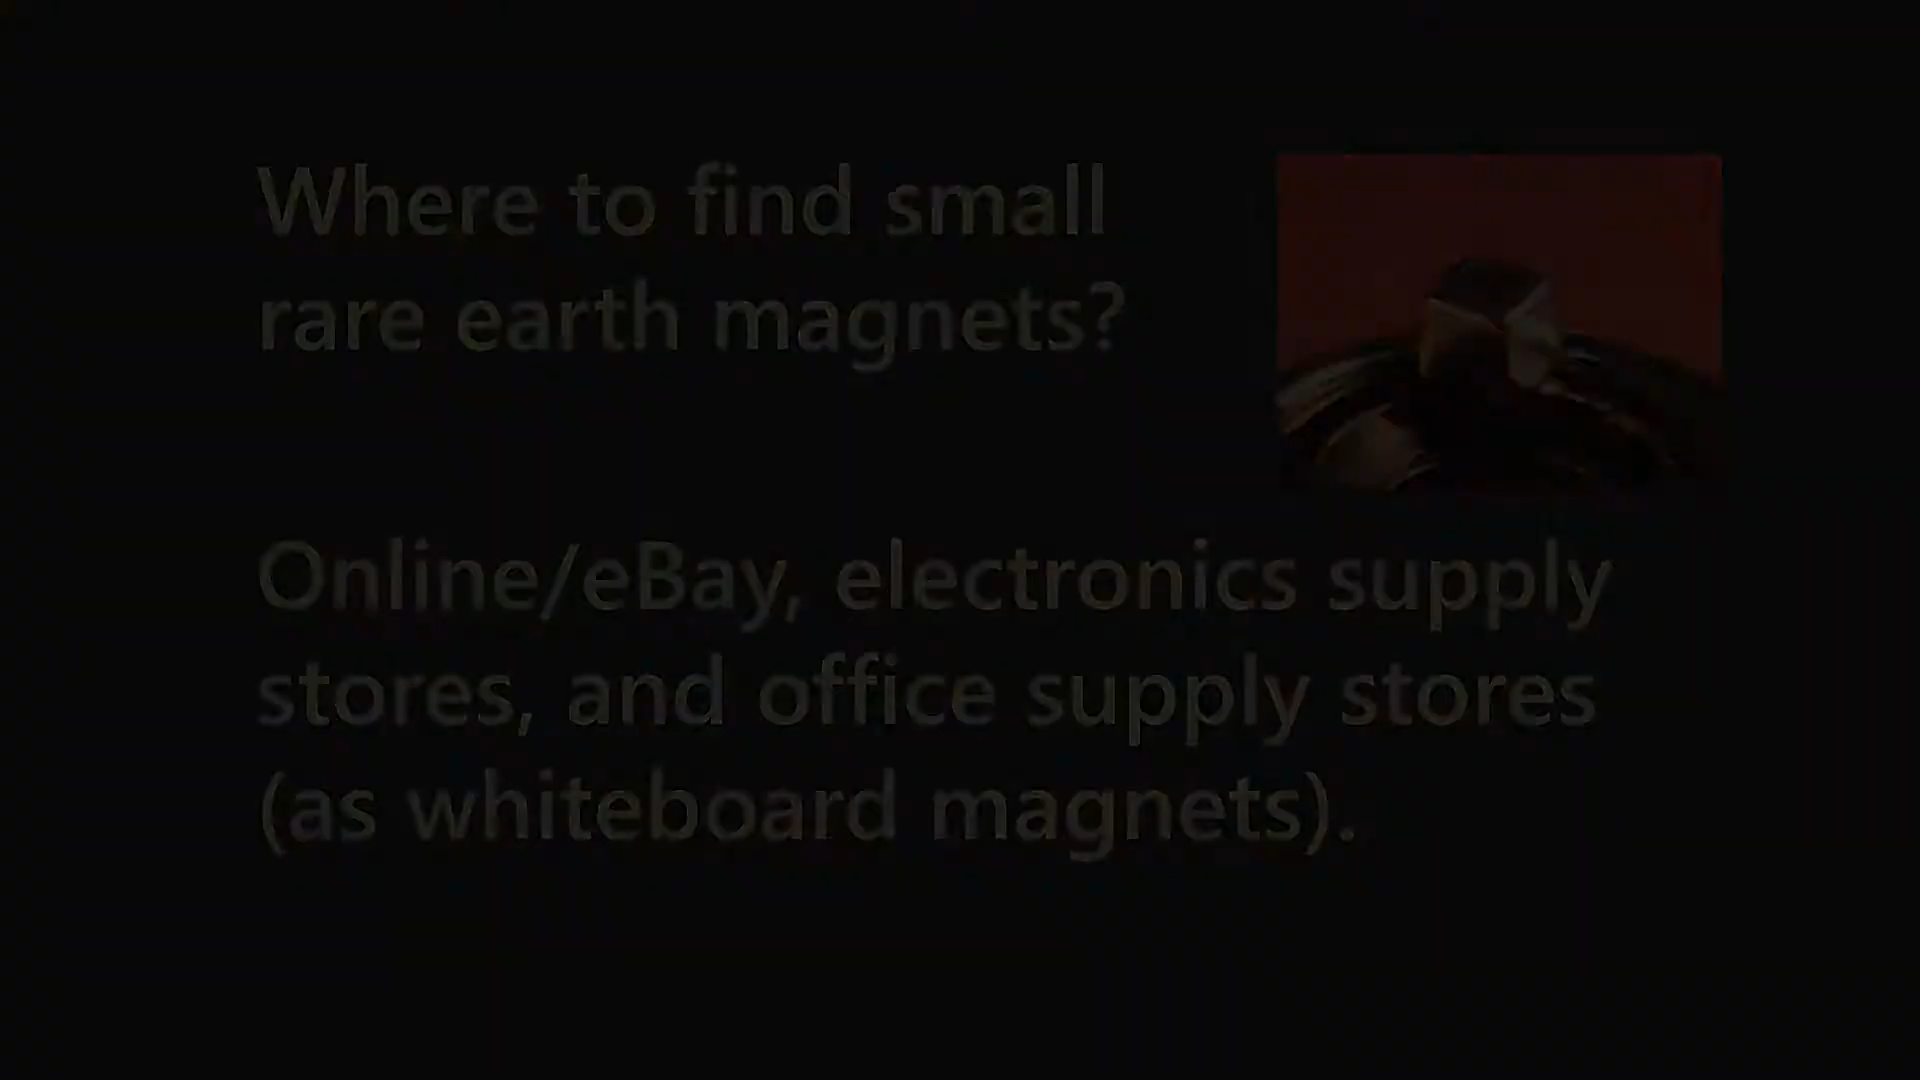 Where to find small
rare earth magnets?
Online/eBay, electronics supply
stores, and office supply stores
(as whiteboard magnets).